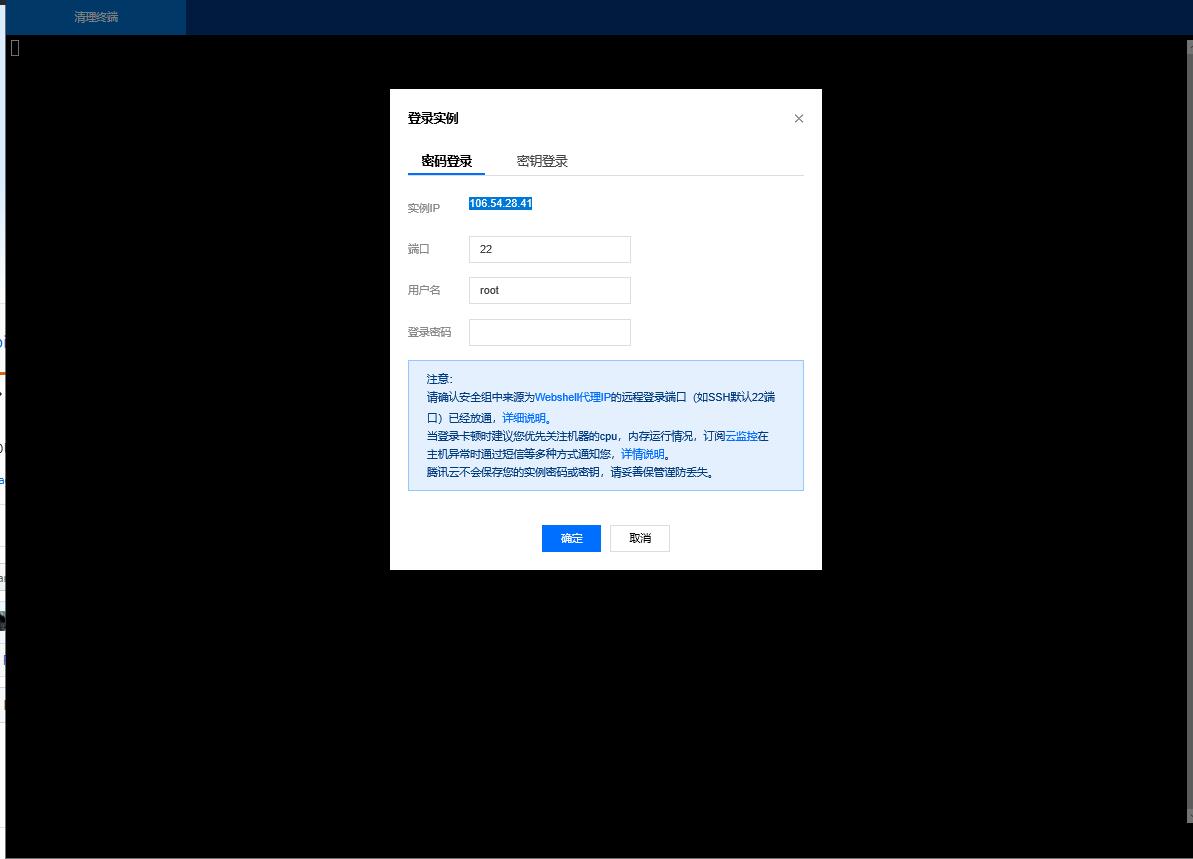 清理终端
登录实例
密码登录 密钥登录
实例IP 106.54.28.41
端口 22
用户名 root
登录密码
注意：
请确认安全组中来源为Webshell代理IP的远程登录端口（如SSH默认22端
口）已经放通，详细说明。
当登录卡顿时建议您优先关注机器的cpu，内存运行情况，订阅云监控在
主机异常时通过短信等多种方式通知您，详情说明。
腾讯云不会保存您的实例密码或密钥，请妥善保管谨防丢失。
确定 取消